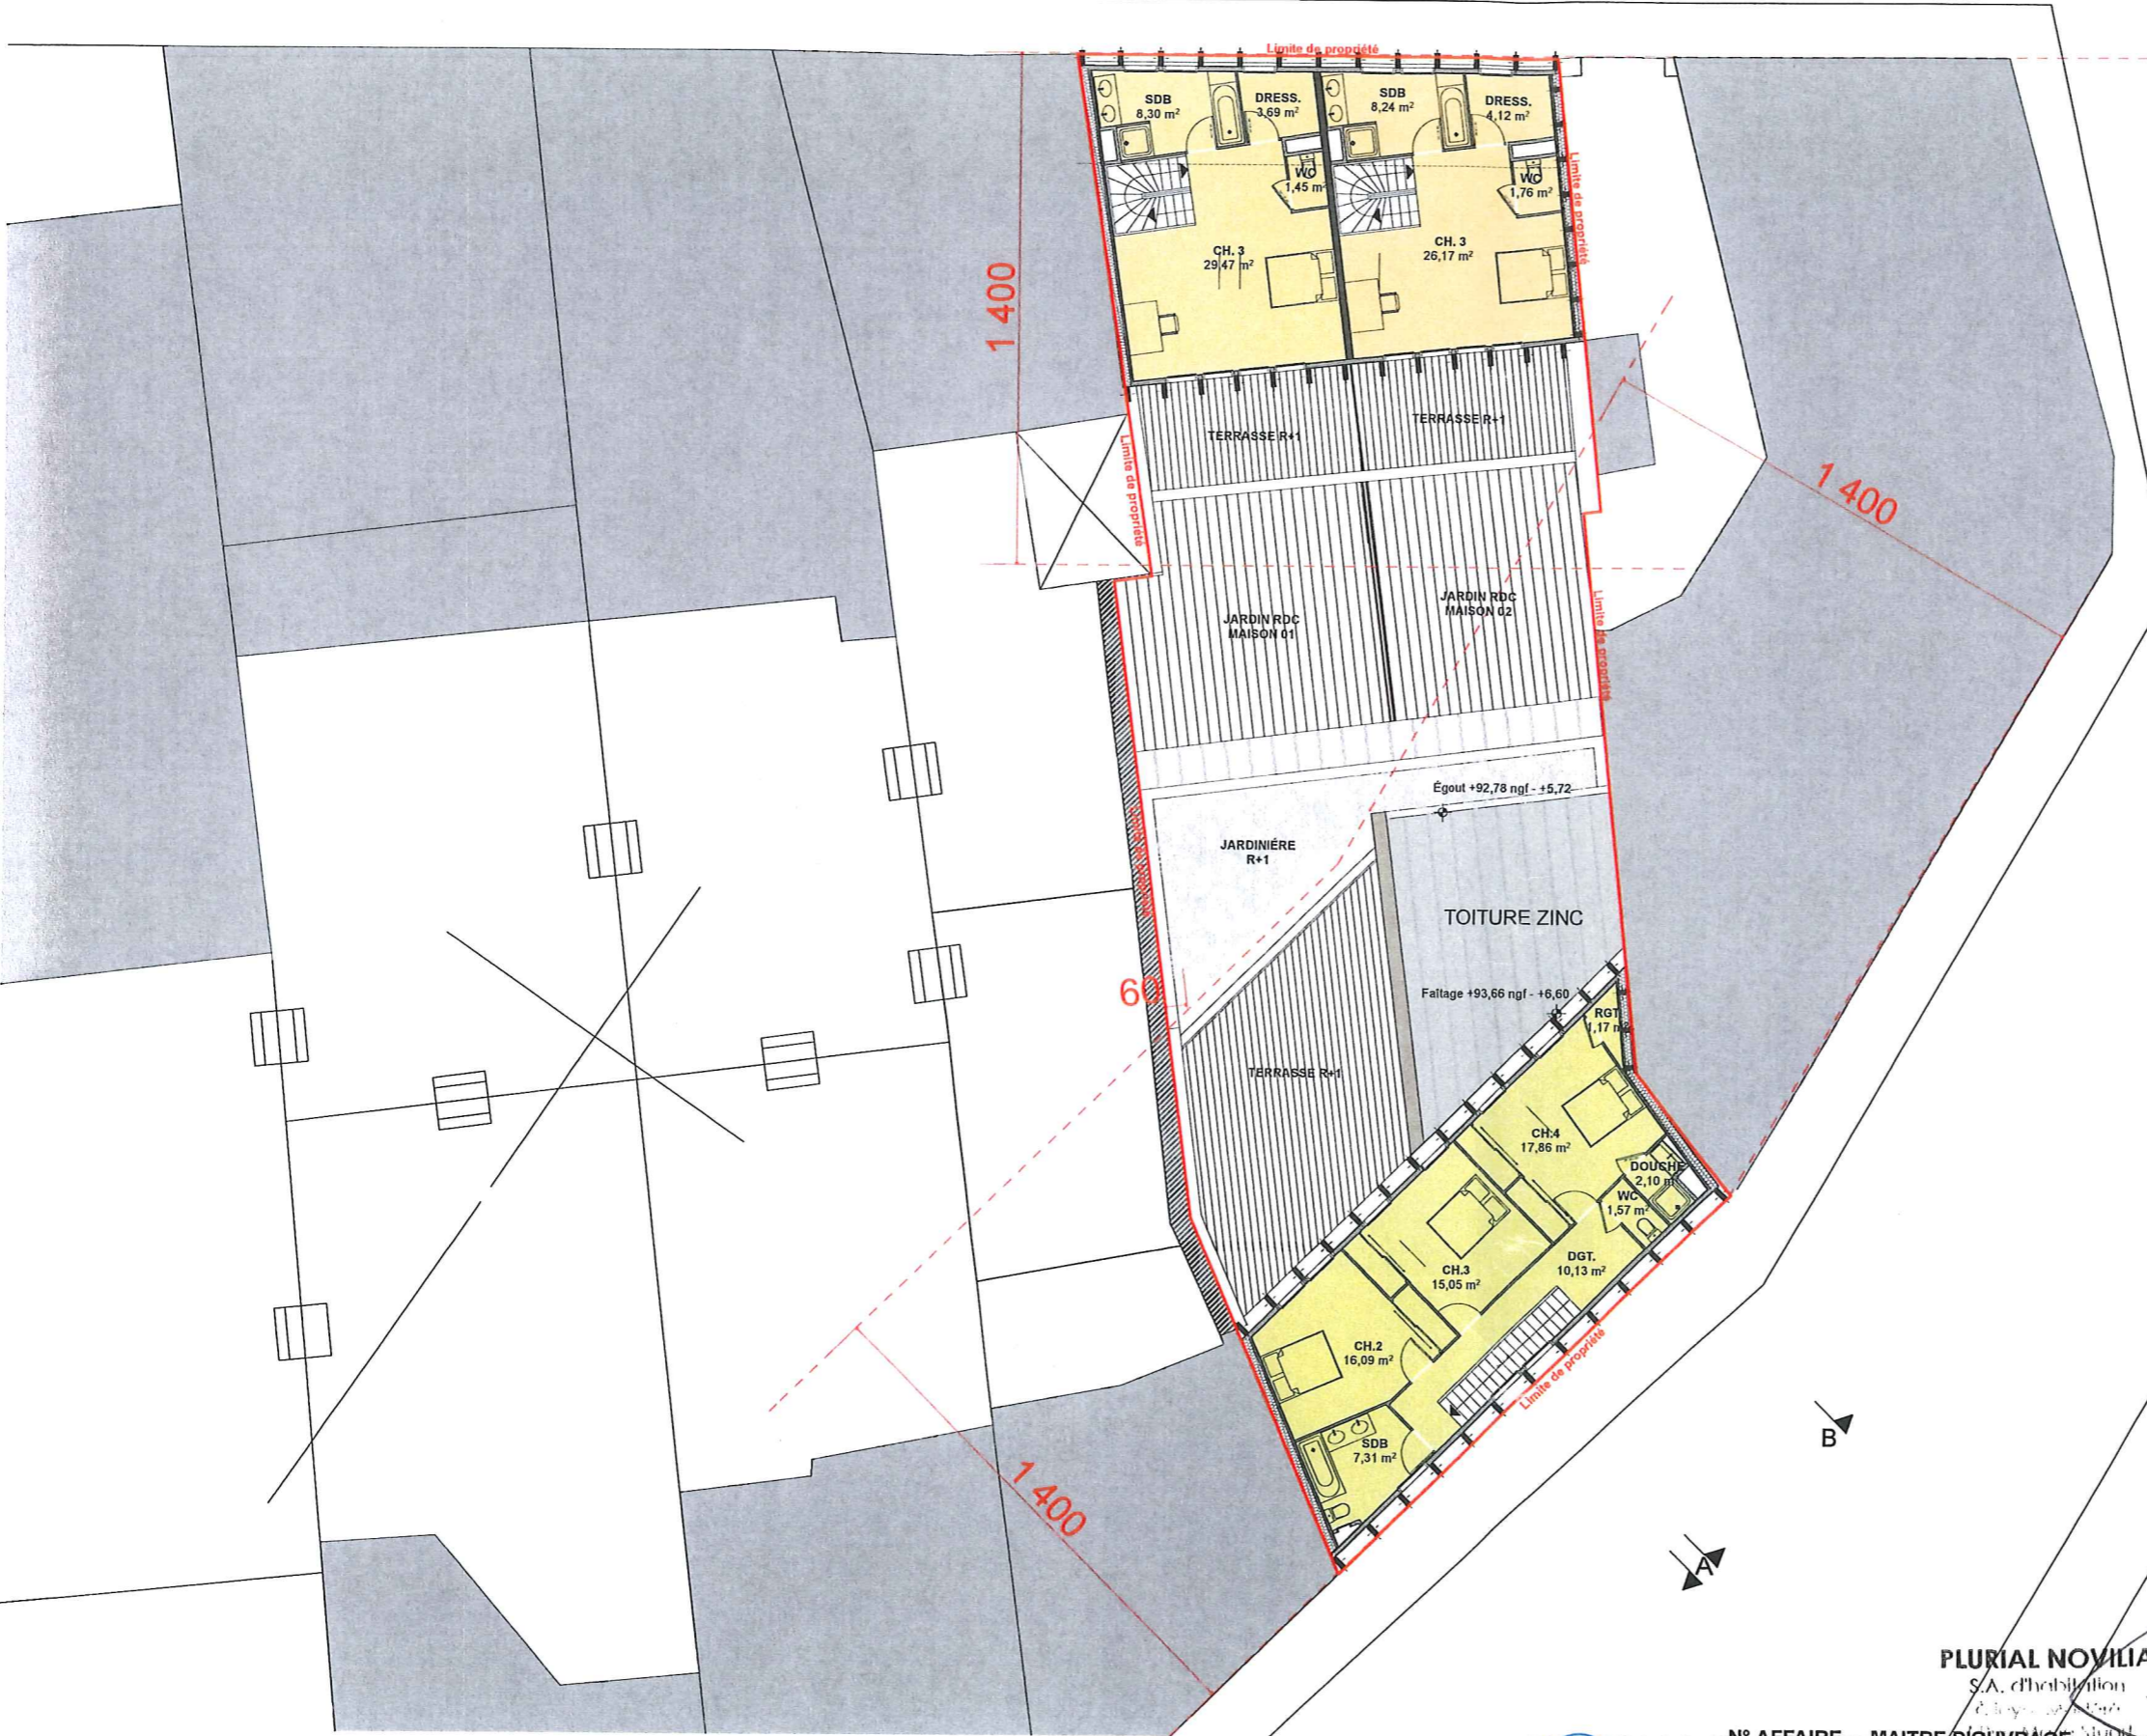 Limite de propriété
SDB
8,30 m²
DRESS.
3,69 m²
SDB
8,24 m²
DRESS.
4,12 m²
WC
1,45 m²
WC
1,76 m²
Limite de propriété
CH. 3
29,47 m²
CH. 3
26,17 m²
1 400
TERRASSE R+1
TERRASSE R+1
Limite de propriété
1 400
JARDIN RDC
MAISON 01
JARDIN RDC
MAISON 02
Limite de propriété
Égout +92,78 ngf - +5,72
JARDINIÈRE
R+1
TOITURE ZINC
60
Faîtage +93,66 ngf - +6,60
RGT
1,17 m
TERRASSE R+1
CH.4
17,86 m²
DOUCHE
2,10 m
WC
1,57 m²
DGT.
10,13 m²
CH.3
15,05 m²
CH.2
16,09 m²
Limite de propriété
SDB
7,31 m²
1 400
B
A
PLURIAL NOVILIA
S.A. d'habitation
N° AFFAIRE
MAITRE D'OUVRAGE